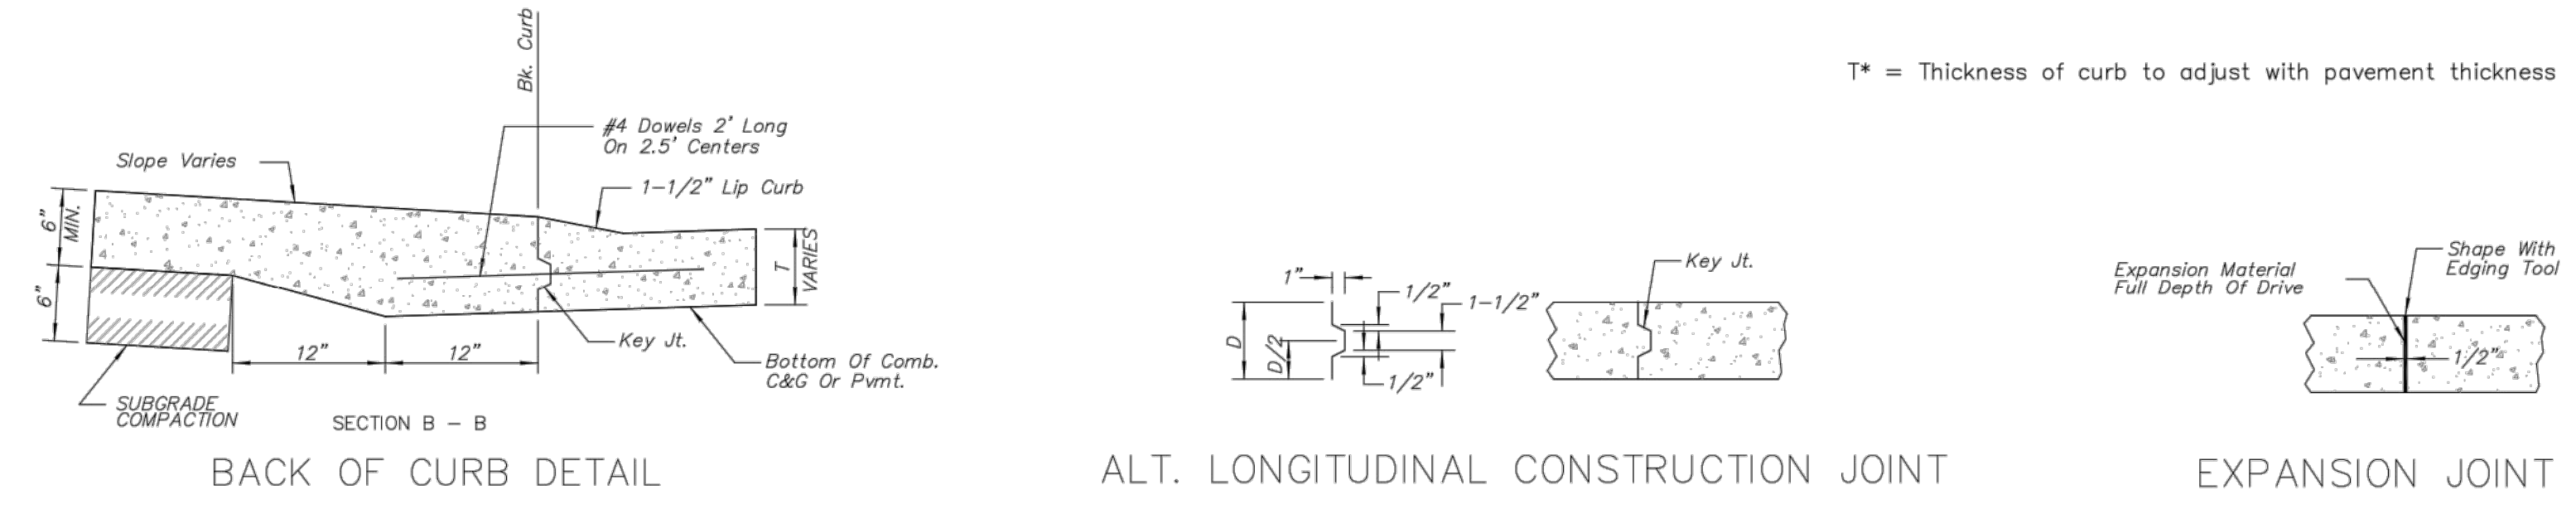 Bk. Curb
T* = Thickness of curb to adjust with pavement thickness
#4 Dowels 2' Long
On 2.5' Centers
Slope Varies
1-1/2" Lip Curb
6"
MIN.
6"
T
VARIES
12"
12"
Key Jt.
Bottom Of Comb.
C&G Or Pvmt.
SUBGRADE
COMPACTION
SECTION B - B
BACK OF CURB DETAIL
1"
1/2"
1-1/2"
D
D/2
1/2"
Key Jt.
ALT. LONGITUDINAL CONSTRUCTION JOINT
Expansion Material
Full Depth Of Drive
Shape With
Edging Tool
1/2"
EXPANSION JOINT